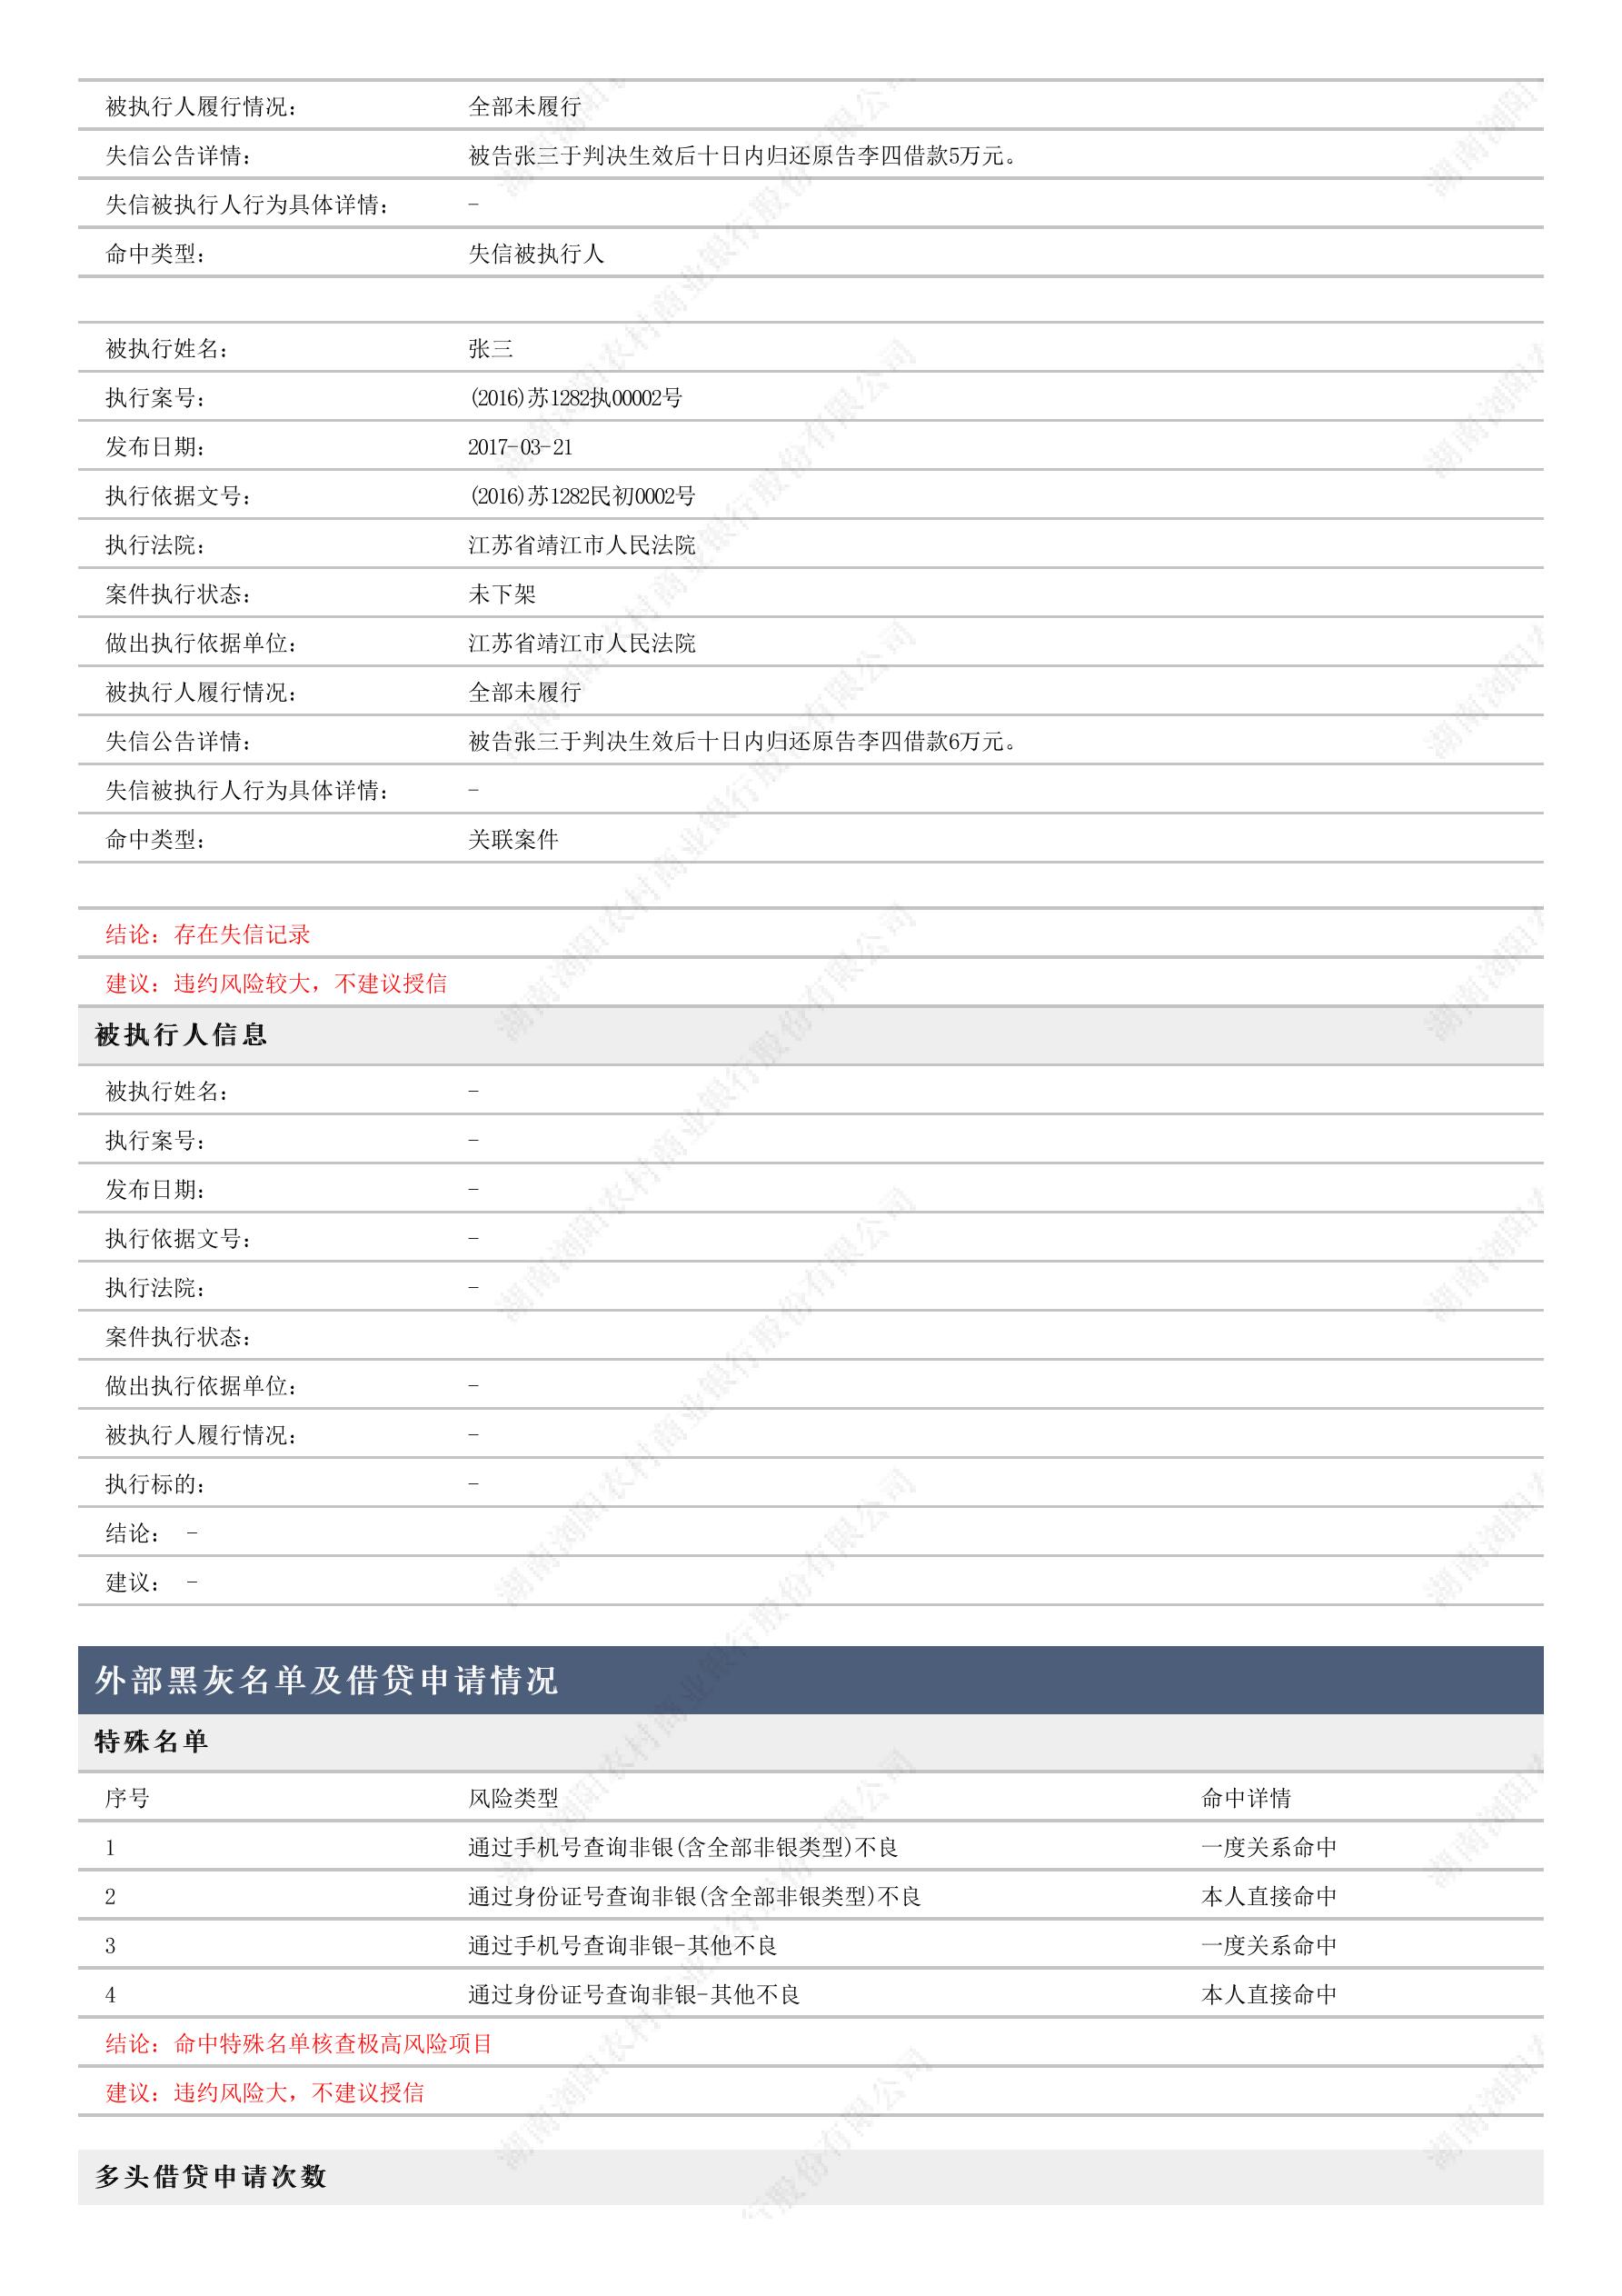 被执行人履行情况: 全部未履行
失信公告详情: 被告张三于判决生效后十日内归还原告李四借款5万元。
失信被执行人行为具体详情: -
命中类型: 失信被执行人
被执行姓名: 张三
执行案号: (2016)苏1282执00002号
发布日期: 2017-03-21
执行依据文号: (2016)苏1282民初0002号
执行法院: 江苏省靖江市人民法院
案件执行状态: 未下架
做出执行依据单位: 江苏省靖江市人民法院
被执行人履行情况: 全部未履行
失信公告详情: 被告张三于判决生效后十日内归还原告李四借款6万元。
失信被执行人行为具体详情: -
命中类型: 关联案件
结论: 存在失信记录
建议: 违约风险较大, 不建议授信
被执行人信息
被执行姓名: -
执行案号: -
发布日期: -
执行依据文号: -
执行法院: -
案件执行状态:
做出执行依据单位: -
被执行人履行情况: -
执行标的: -
结论: -
建议: -
外部黑灰名单及借贷申请情况
特殊名单
序号 风险类型 命中详情
1 通过手机号查询非银(含全部非银类型)不良 一度关系命中
2 通过身份证号查询非银(含全部非银类型)不良 本人直接命中
3 通过手机号查询非银-其他不良 一度关系命中
4 通过身份证号查询非银-其他不良 本人直接命中
结论: 命中特殊名单核查极高风险项目
建议: 违约风险大, 不建议授信
多头借贷申请次数
湖南浏阳农村商业银行股份有限公司